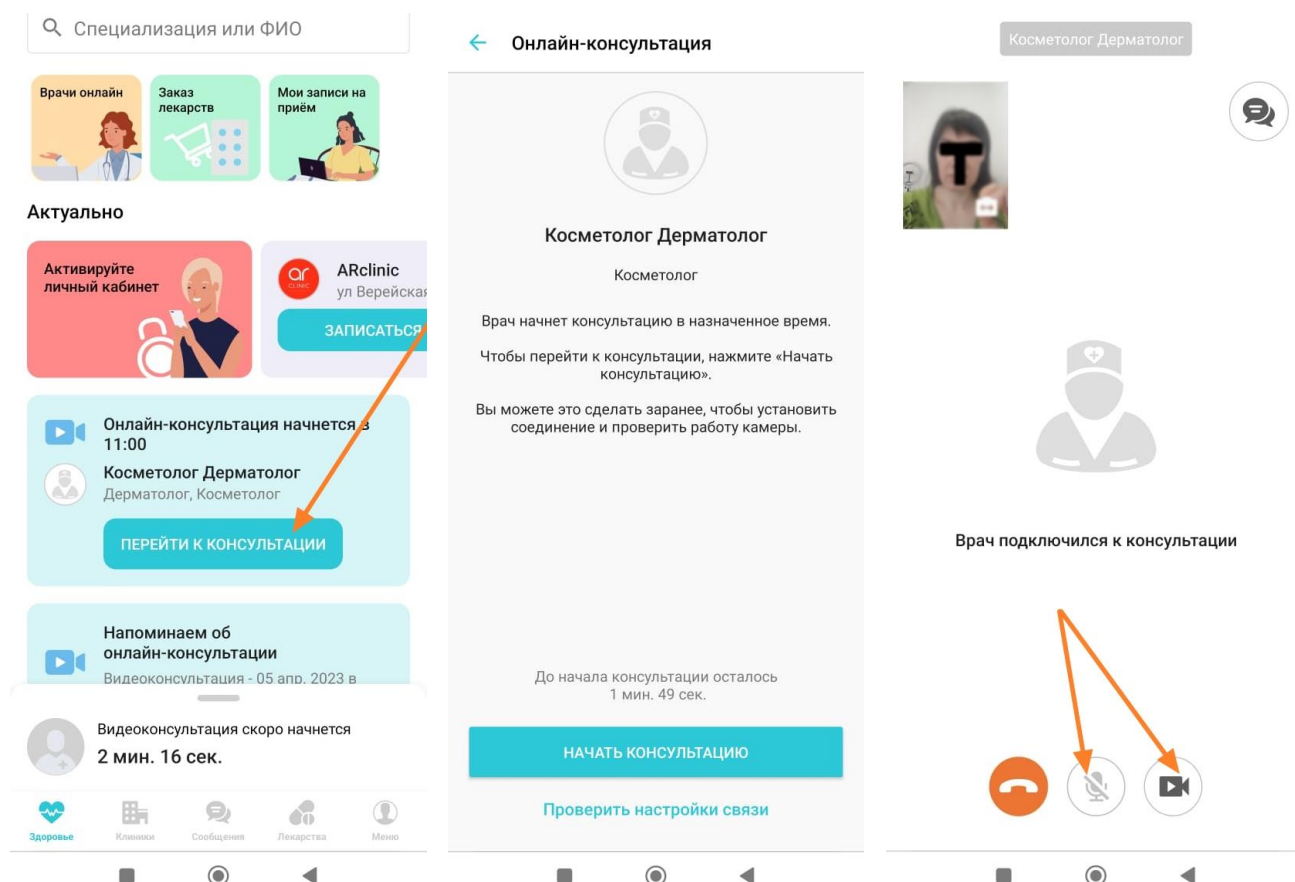 Специализация или ФИО
Врачи онлайн
Заказ
лекарств
Мои записи на
приём
Актуально
Активируйте
личный кабинет
ar
CLINIC
ARclinic
ул Верейская
ЗАПИСАТЬСЯ
Онлайн-консультация начнется в
11:00
Косметолог Дерматолог
Дерматолог, Косметолог
ПЕРЕЙТИ К КОНСУЛЬТАЦИИ
Напоминаем об
онлайн-консультации
Видеоконсультация - 05 апр. 2023 в
Видеоконсультация скоро начнется
2 мин. 16 сек.
Здоровье
Клиники
Сообщения
Лекарства
Меню
Онлайн-консультация
Косметолог Дерматолог
Косметолог
Врач начнет консультацию в назначенное время.
Чтобы перейти к консультации, нажмите «Начать
консультацию».
Вы можете это сделать заранее, чтобы установить
соединение и проверить работу камеры.
До начала консультации осталось
1 мин. 49 сек.
НАЧАТЬ КОНСУЛЬТАЦИЮ
Проверить настройки связи
Косметолог Дерматолог
Врач подключился к консультации